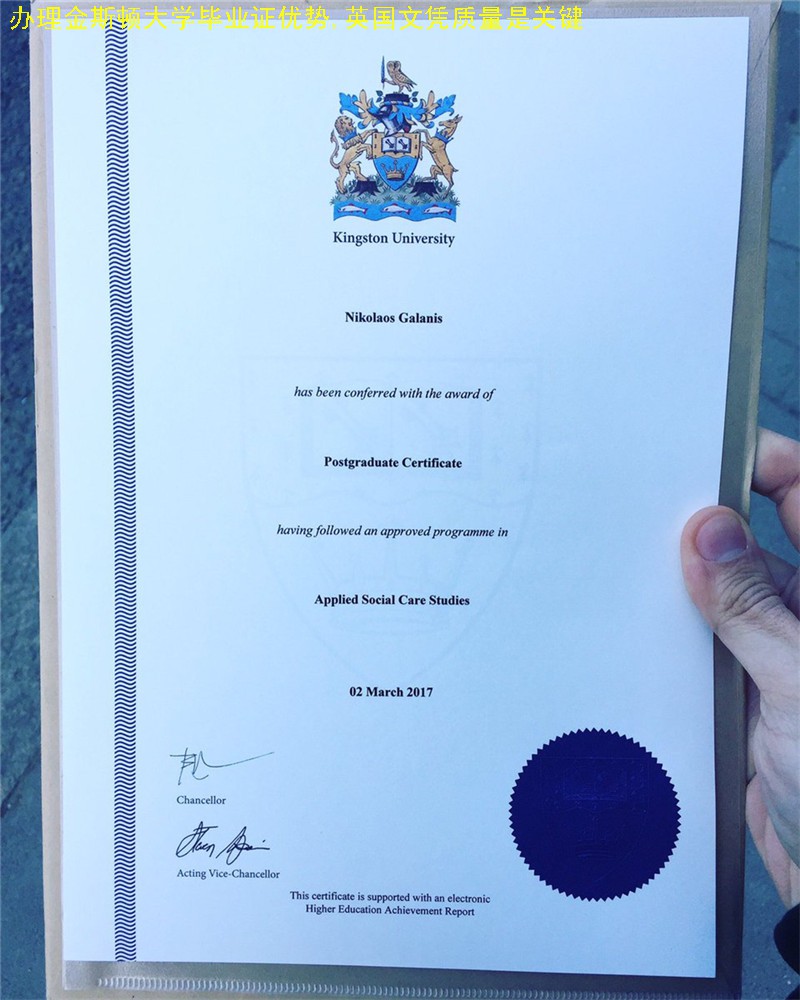 办理金斯顿大学毕业证优势,英国文凭质量是关键
Kingston University
Nikolaos Galanis
has been conferred with the award of
Postgraduate Certificate
having followed an approved programme in
Applied Social Care Studies
02 March 2017
Chancellor
Acting Vice-Chancellor
This certificate is supported with an electronic
Higher Education Achievement Report